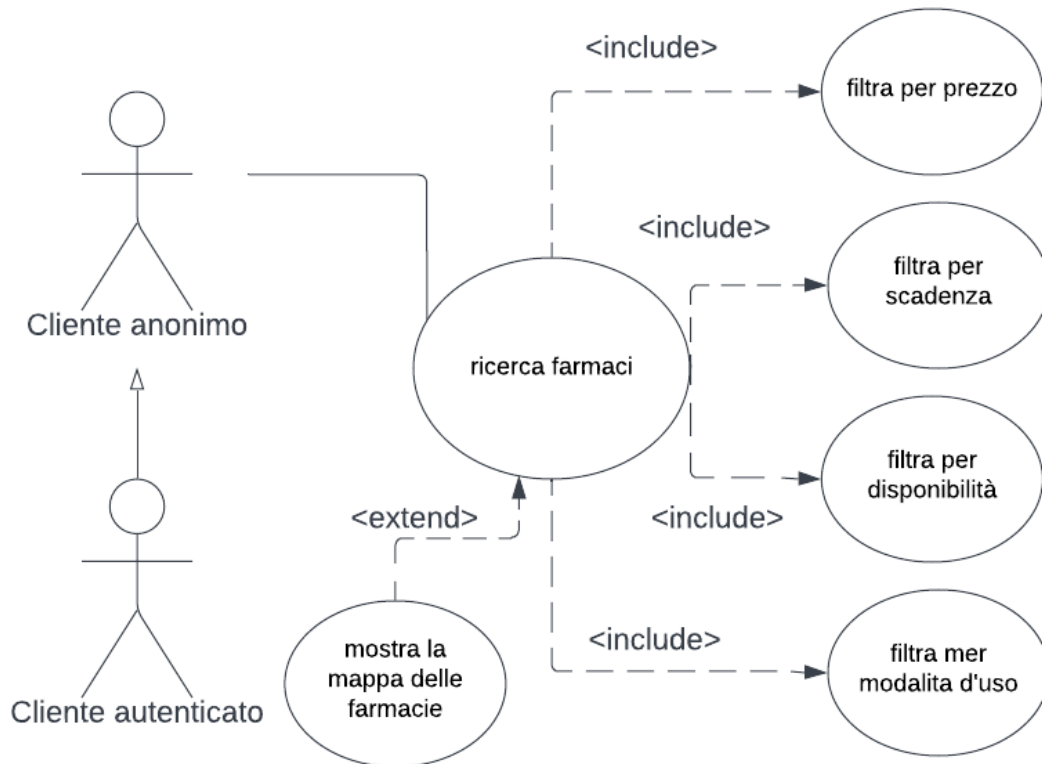 <include>
filtra per prezzo
<include>
filtra per
scadenza
Cliente anonimo
ricerca farmaci
filtra per
disponibilità
<extend>
<include>
mostra la
mappa delle
farmacie
<include>
filtra mer
modalita d'uso
Cliente autenticato